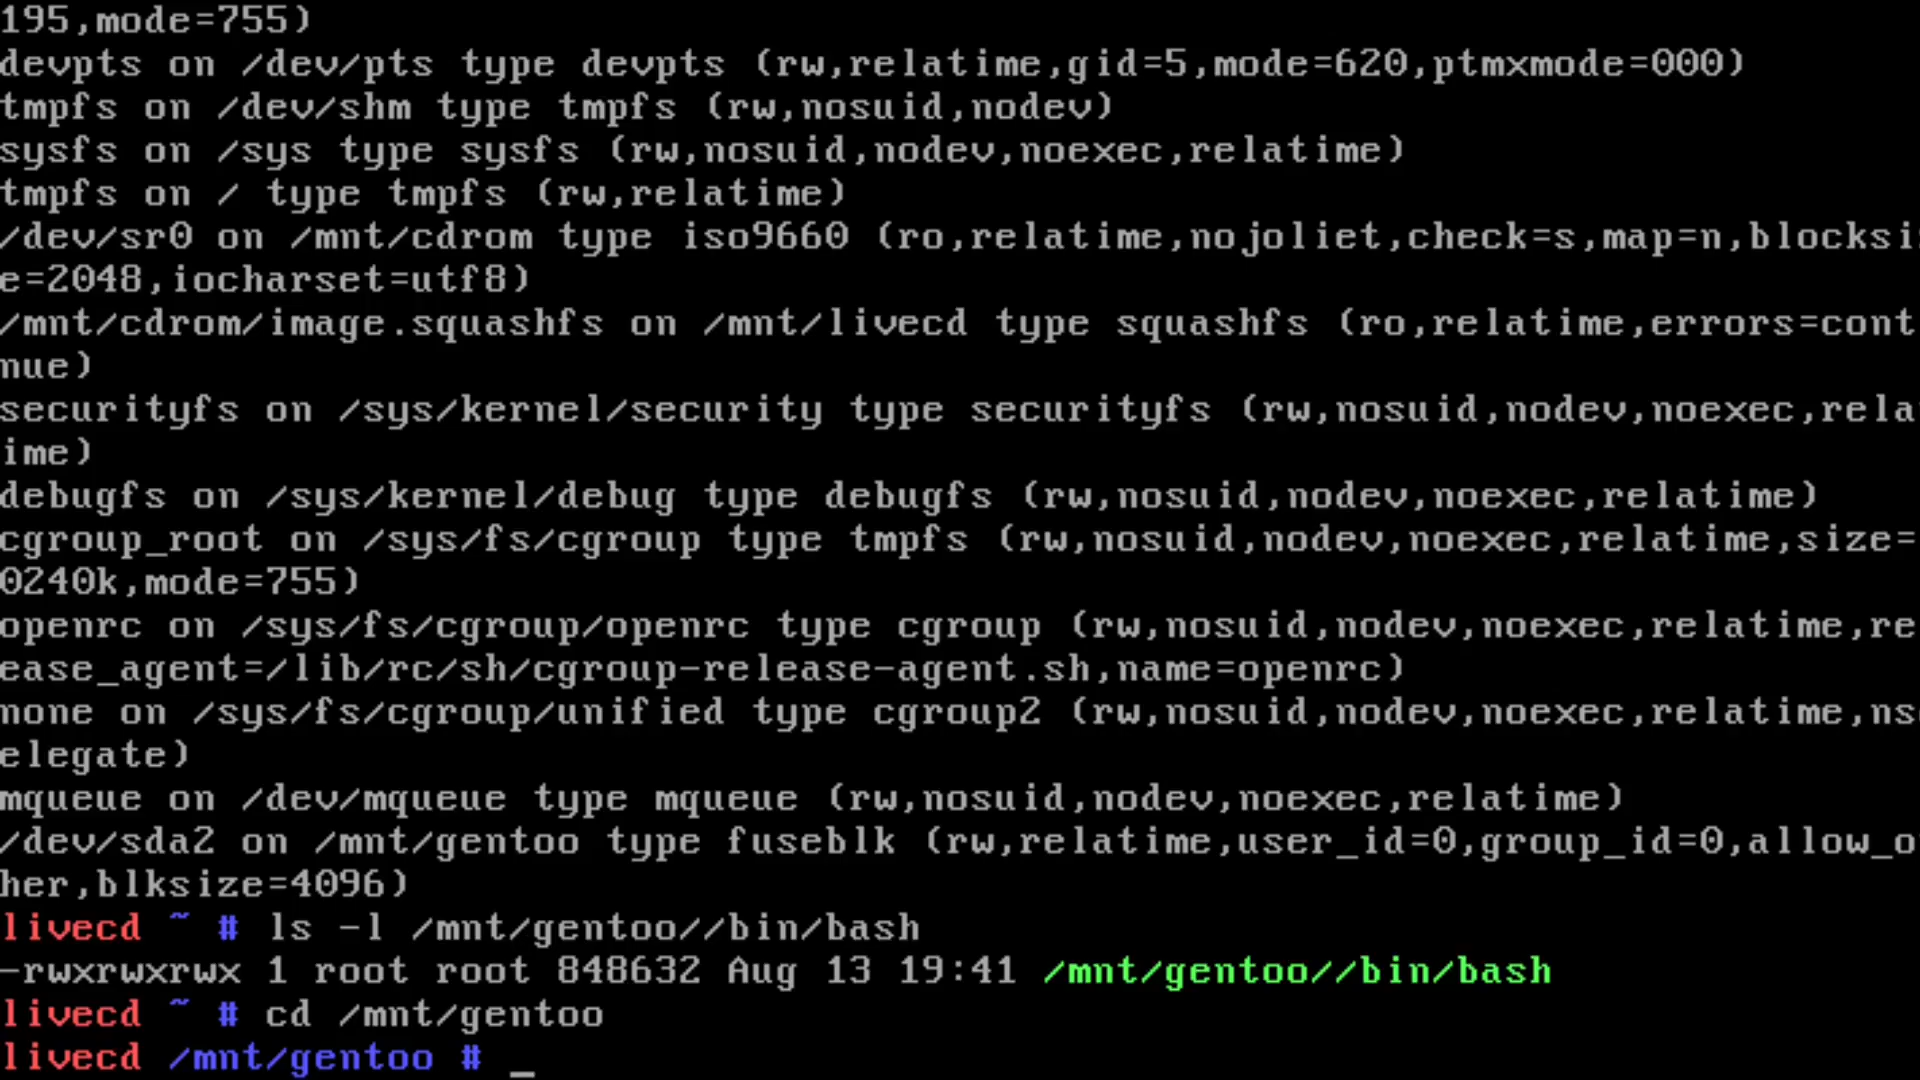 195,mode=755)
devpts on /dev/pts type devpts (rw,relatime,gid=5,mode=620,ptmxmode=000)
tmpfs on /dev/shm type tmpfs (rw,nosuid,nodev)
sysfs on /sys type sysfs (rw,nosuid,nodev,noexec,relatime)
tmpfs on / type tmpfs (rw,relatime)
/dev/sr0 on /mnt/cdrom type iso9660 (ro,relatime,nojoliet,check=s,map=n,blocksi
e=2048,iocharset=utf8)
/mnt/cdrom/image.squashfs on /mnt/livecd type squashfs (ro,relatime,errors=cont
nue)
securityfs on /sys/kernel/security type securityfs (rw,nosuid,nodev,noexec,rela
ime)
debugfs on /sys/kernel/debug type debugfs (rw,nosuid,nodev,noexec,relatime)
cgroup_root on /sys/fs/cgroup type tmpfs (rw,nosuid,nodev,noexec,relatime,size=
0240k,mode=755)
openrc on /sys/fs/cgroup/openrc type cgroup (rw,nosuid,nodev,noexec,relatime,re
ease_agent=/lib/rc/sh/cgroup-release-agent.sh,name=openrc)
none on /sys/fs/cgroup/unified type cgroup2 (rw,nosuid,nodev,noexec,relatime,ns
elegate)
mqueue on /dev/mqueue type mqueue (rw,nosuid,nodev,noexec,relatime)
/dev/sda2 on /mnt/gentoo type fuseblk (rw,relatime,user_id=0,group_id=0,allow_o
her,blksize=4096)
livecd ~ # ls -l /mnt/gentoo//bin/bash
-rwxrwxrwx 1 root root 848632 Aug 13 19:41 /mnt/gentoo//bin/bash
livecd ~ # cd /mnt/gentoo
livecd /mnt/gentoo # _